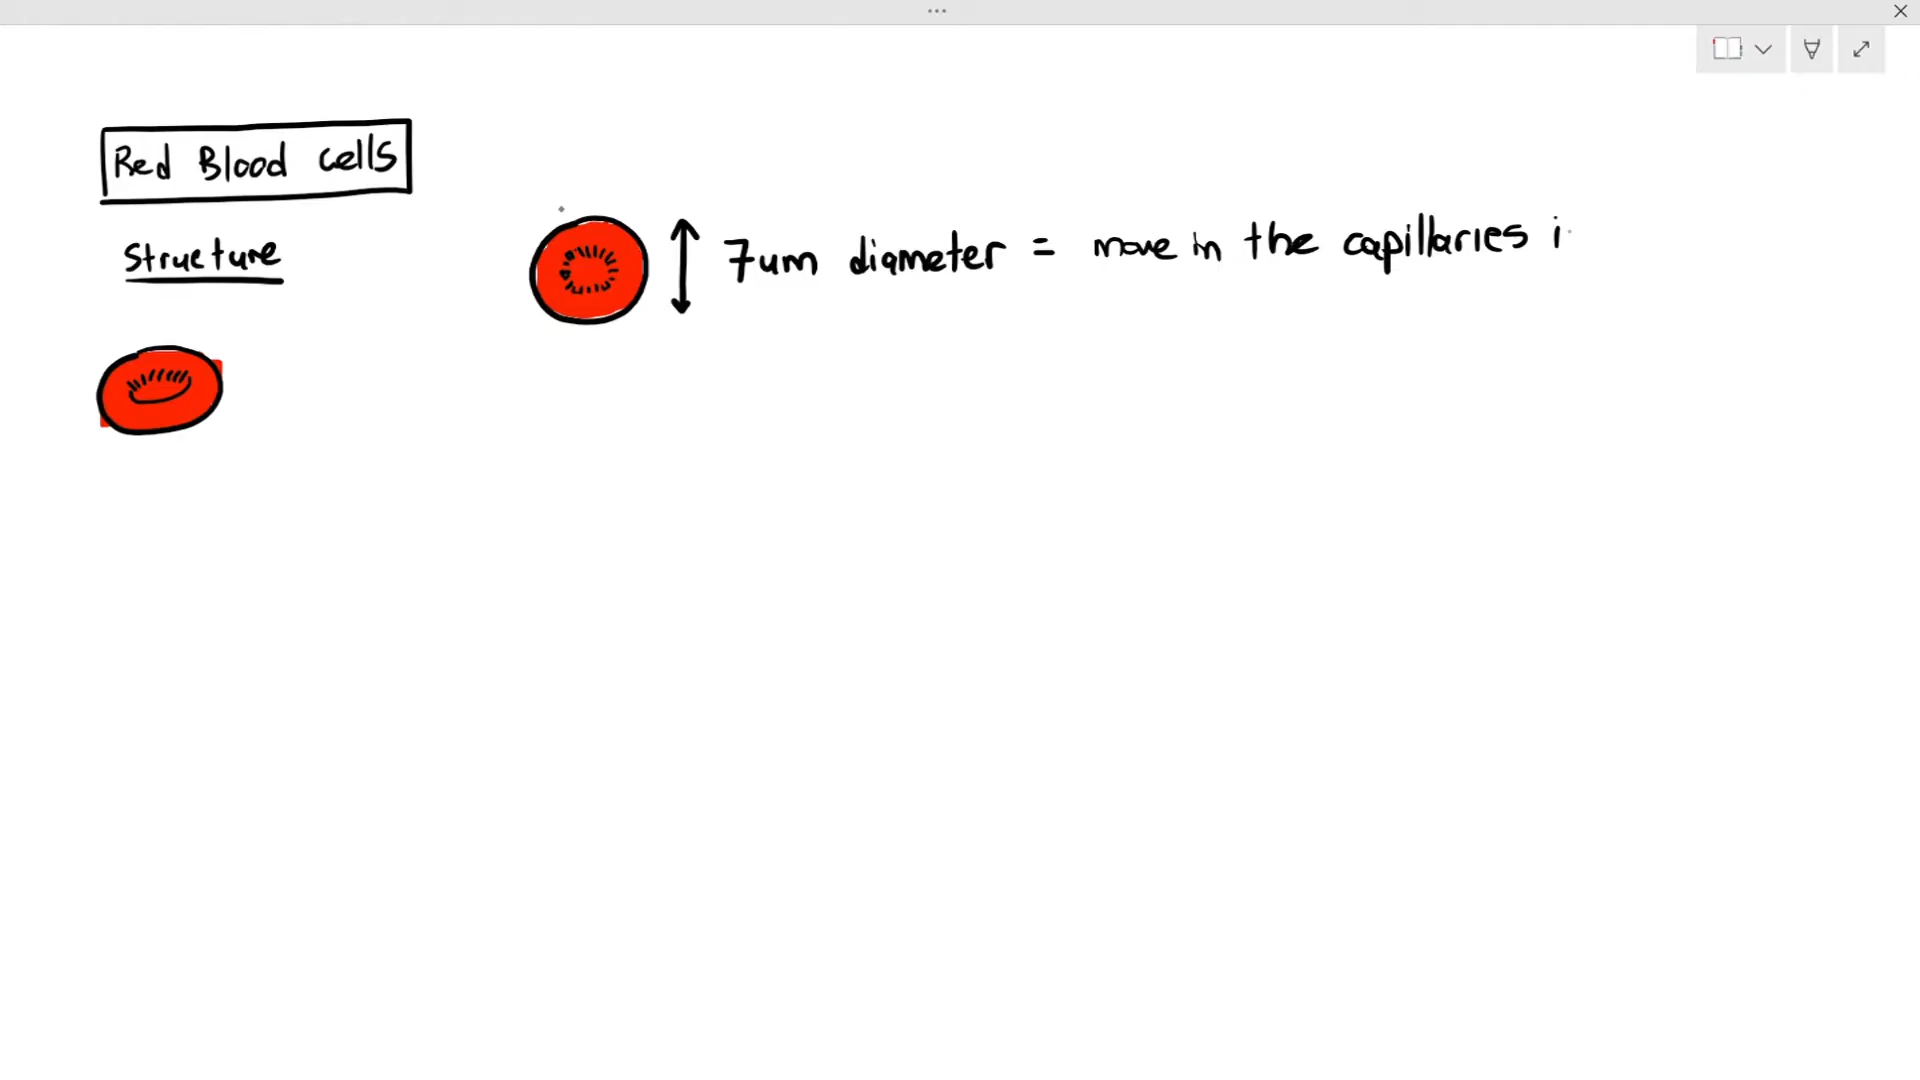 Red Blood cells
Structure
7um diameter = move in the capillaries i